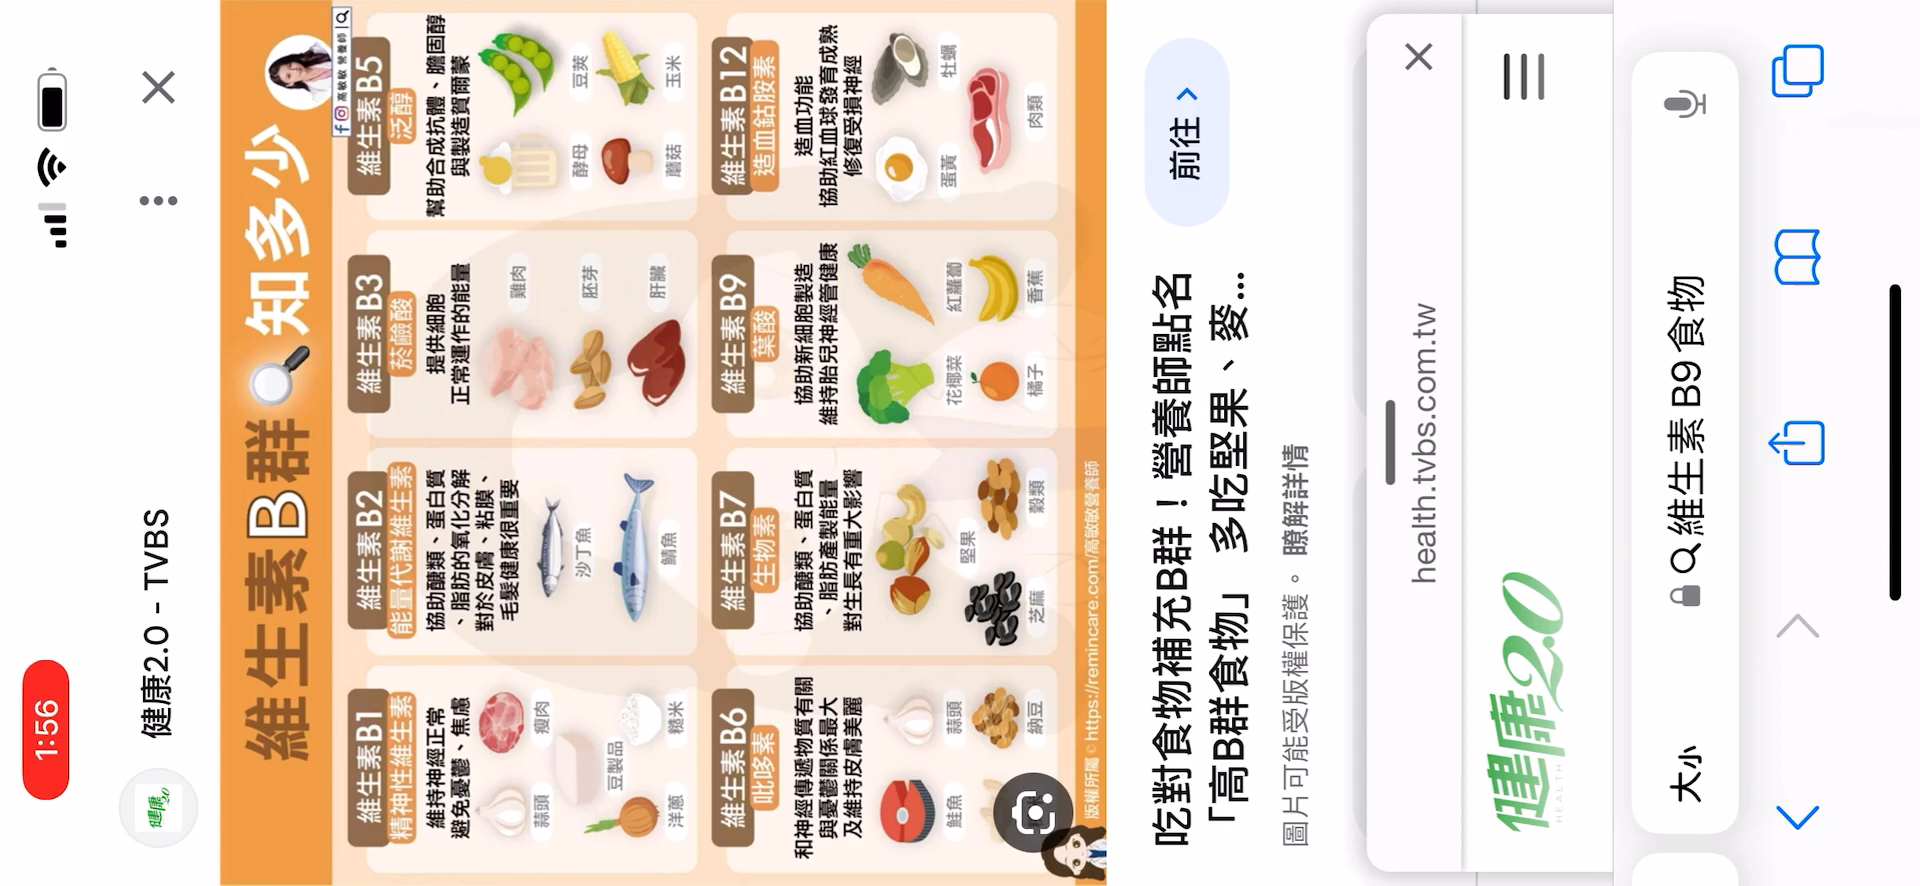 1:56
健康2.0 - TVBS
維生素B群 知多少
高敏敏 營養師
維生素B1
精神性維生素
維持神經正常
避免憂鬱、焦慮
瘦肉
蒜頭
豆製品
糙米
洋蔥
維生素B2
能量代謝維生素
協助醣類、蛋白質
、脂肪的氧化分解
對於皮膚、粘膜、
毛髮健康很重要
沙丁魚
鯖魚
維生素B3
菸鹼酸
提供細胞
正常運作的能量
雞肉
胚芽
肝臟
維生素B5
泛醇
幫助合成抗體、膽固醇
與製造賀爾蒙
酵母
豆莢
蘑菇
玉米
維生素B6
吡哆素
和神經傳遞物質有關
與憂鬱關係最大
及維持皮膚美麗
鮭魚
蒜頭
納豆
維生素B7
生物素
協助醣類、蛋白質
、脂肪產製能量
對生長有重大影響
堅果
芝麻
穀類
維生素B9
葉酸
協助新細胞製造
維持胎兒神經管健康
花椰菜
紅蘿蔔
橘子
香蕉
維生素B12
造血鈷胺素
造血功能
協助紅血球發育成熟
修復受損神經
蛋黃
牡蠣
肉類
版權所屬 © https://remincare.com/高敏敏營養師
吃對食物補充B群！營養師點名
「高B群食物」 多吃堅果、麥...
前往 >
圖片可能受版權保護。 瞭解詳情
health.tvbs.com.tw
健康2.0
HEALTH
大小
維生素 B9 食物